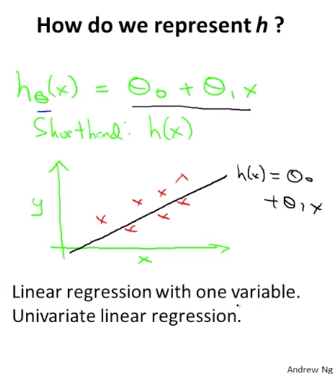 How do we represent h ?
hθ(x) = θ₀ + θ₁x
Shorthand: h(x)
h(x) = θ₀
+ θ₁x
y
x
Linear regression with one variable.
Univariate linear regression.
Andrew Ng